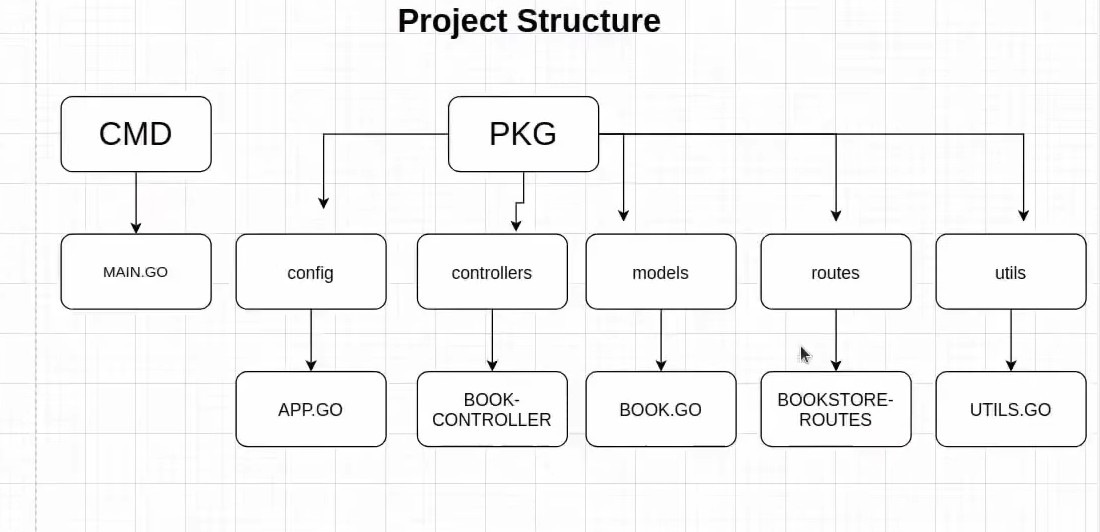 Project Structure
CMD
PKG
MAIN.GO
config
controllers
models
routes
utils
APP.GO
BOOK-
CONTROLLER
BOOK.GO
BOOKSTORE-
ROUTES
UTILS.GO